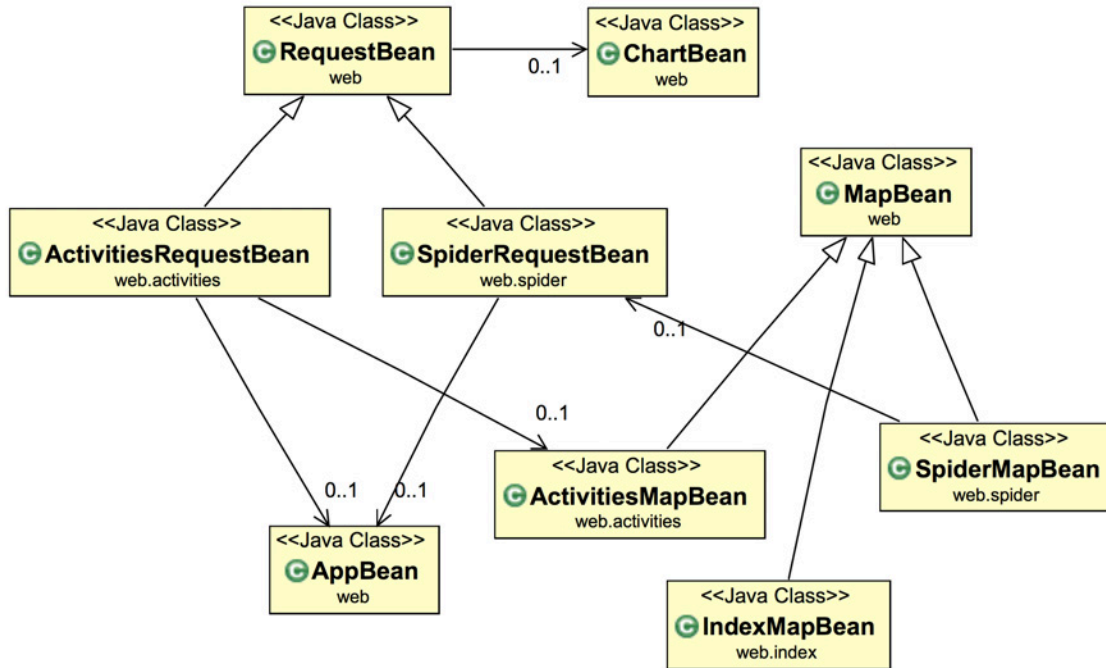 <<Java Class>>
RequestBean
web
0..1
<<Java Class>>
ChartBean
web
<<Java Class>>
MapBean
web
<<Java Class>>
ActivitiesRequestBean
web.activities
<<Java Class>>
SpiderRequestBean
web.spider
0..1
0..1
<<Java Class>>
SpiderMapBean
web.spider
<<Java Class>>
ActivitiesMapBean
web.activities
0..1
0..1
<<Java Class>>
AppBean
web
<<Java Class>>
IndexMapBean
web.index